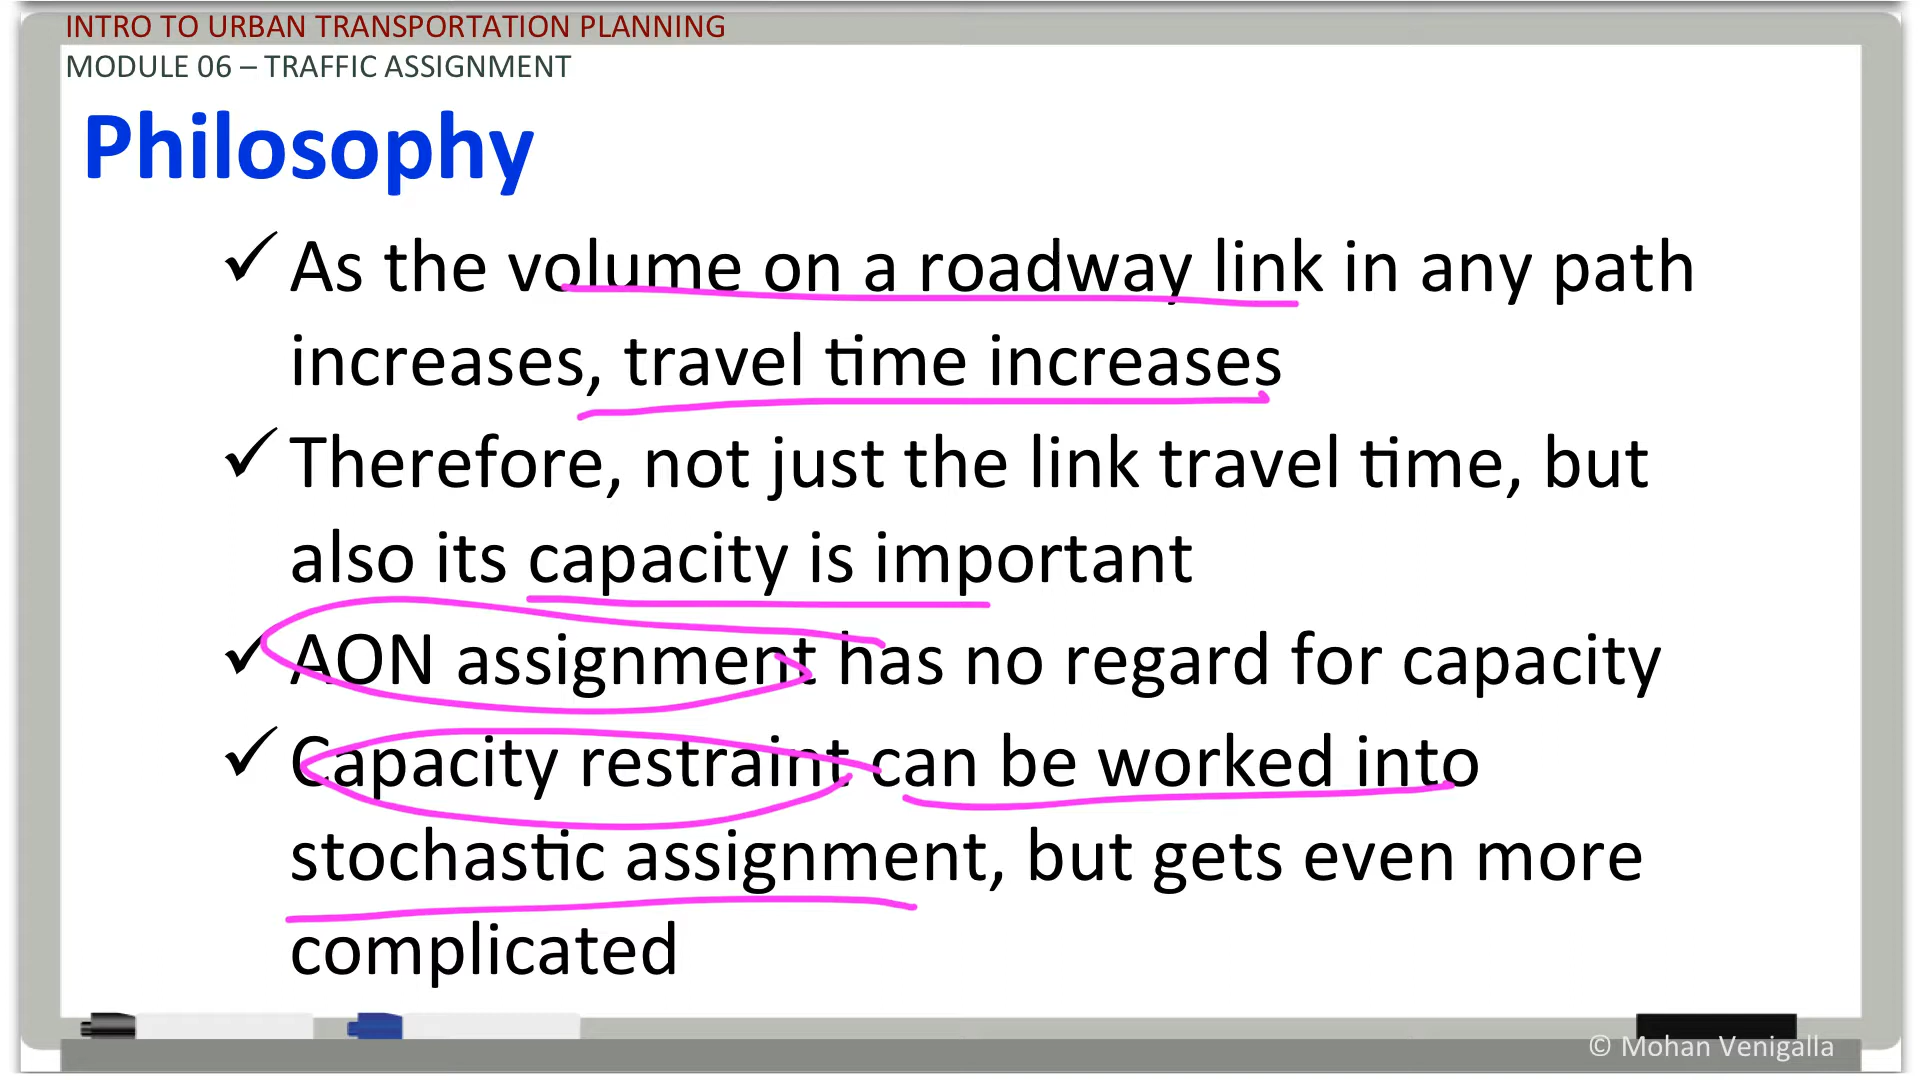 INTRO TO URBAN TRANSPORTATION PLANNING
MODULE 06 – TRAFFIC ASSIGNMENT
Philosophy
✓ As the volume on a roadway link in any path
increases, travel time increases
✓ Therefore, not just the link travel time, but
also its capacity is important
✓ AON assignment has no regard for capacity
✓ Capacity restraint can be worked into
stochastic assignment, but gets even more
complicated
© Mohan Venigalla